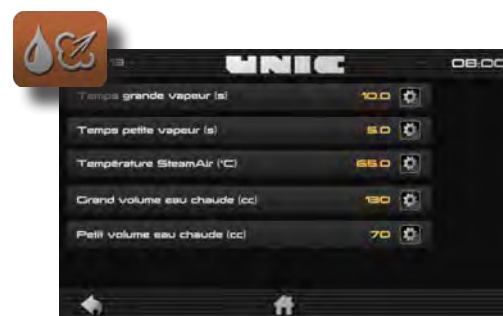 13 UNIC 08:00
Temps grande vapeur (s) 10.0
Temps petite vapeur (s) 5.0
Température SteamAir (°C) 65.0
Grand volume eau chaude (cc) 130
Petit volume eau chaude (cc) 70